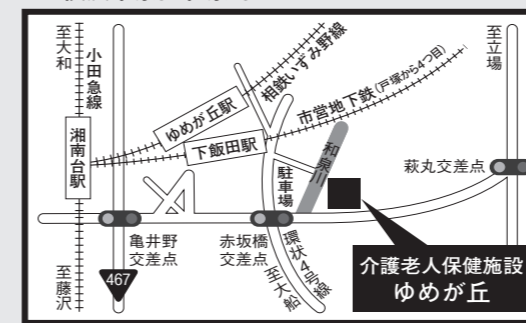 至大和
小田急線
相鉄いずみ野線
市営地下鉄(戸塚から4つ目)
至立場
ゆめが丘駅
下飯田駅
湘南台駅
和泉川
萩丸交差点
駐車場
亀井野
交差点
赤坂橋
交差点
環状4号線
至藤沢
467
至大船
介護老人保健施設
ゆめが丘